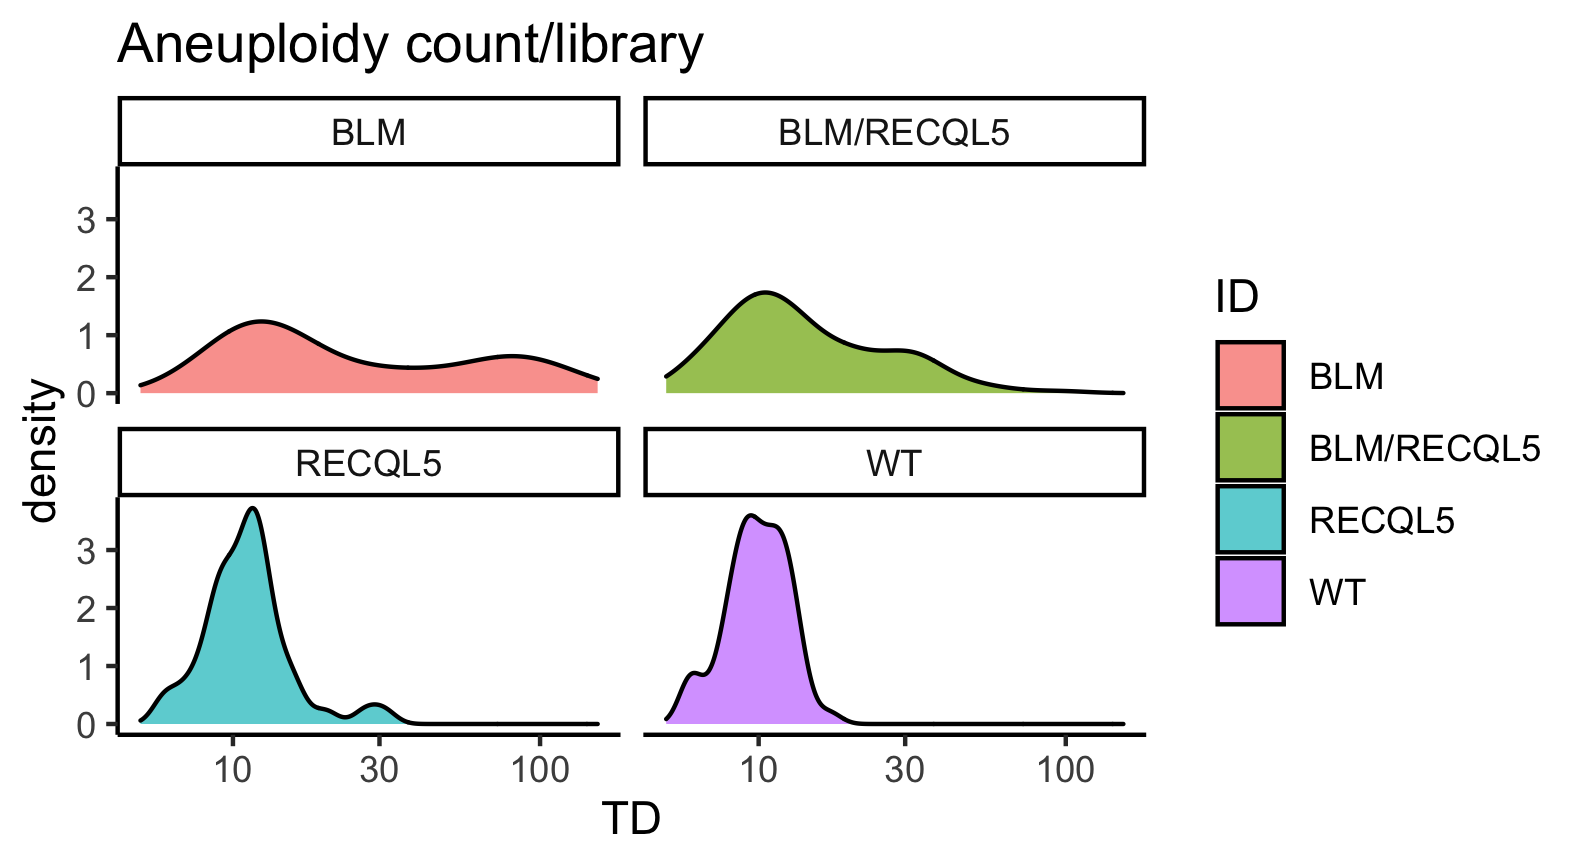 Aneuploidy count/library
BLM
BLM/RECQL5
3
2
1
0
RECQL5
WT
3
2
1
0
10
30
100
10
30
100
TD
density
ID
BLM
BLM/RECQL5
RECQL5
WT